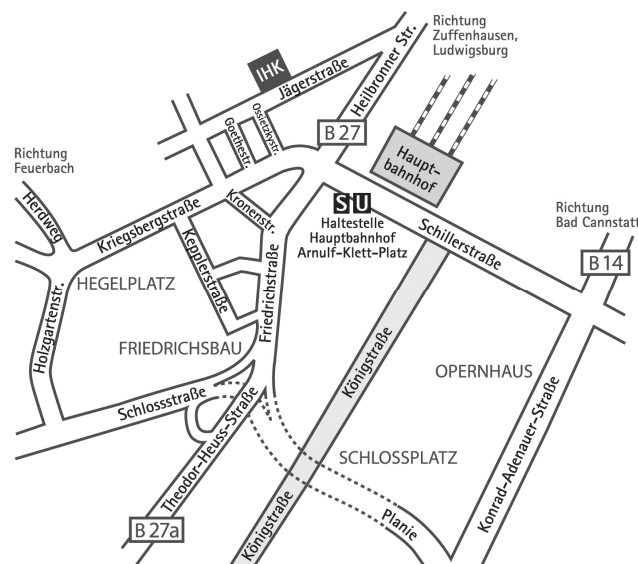 Richtung
Zuffenhausen,
Ludwigsburg
Heilbronner Str.
IHK
Jägerstraße
Ossietzkystr.
Goethestr.
B 27
Haupt-
bahnhof
Richtung
Feuerbach
Herdweg
Kriegsbergstraße
Kronenstr.
S U
Haltestelle
Hauptbahnhof
Arnulf-Klett-Platz
Schillerstraße
Richtung
Bad Cannstatt
B 14
Kepplerstraße
Friedrichstraße
HEGELPLATZ
Holzgartenstr.
FRIEDRICHSBAU
Königstraße
OPERNHAUS
Schlossstraße
Theodor-Heuss-Straße
SCHLOSSPLATZ
Konrad-Adenauer-Straße
Planie
B 27a
Königstraße